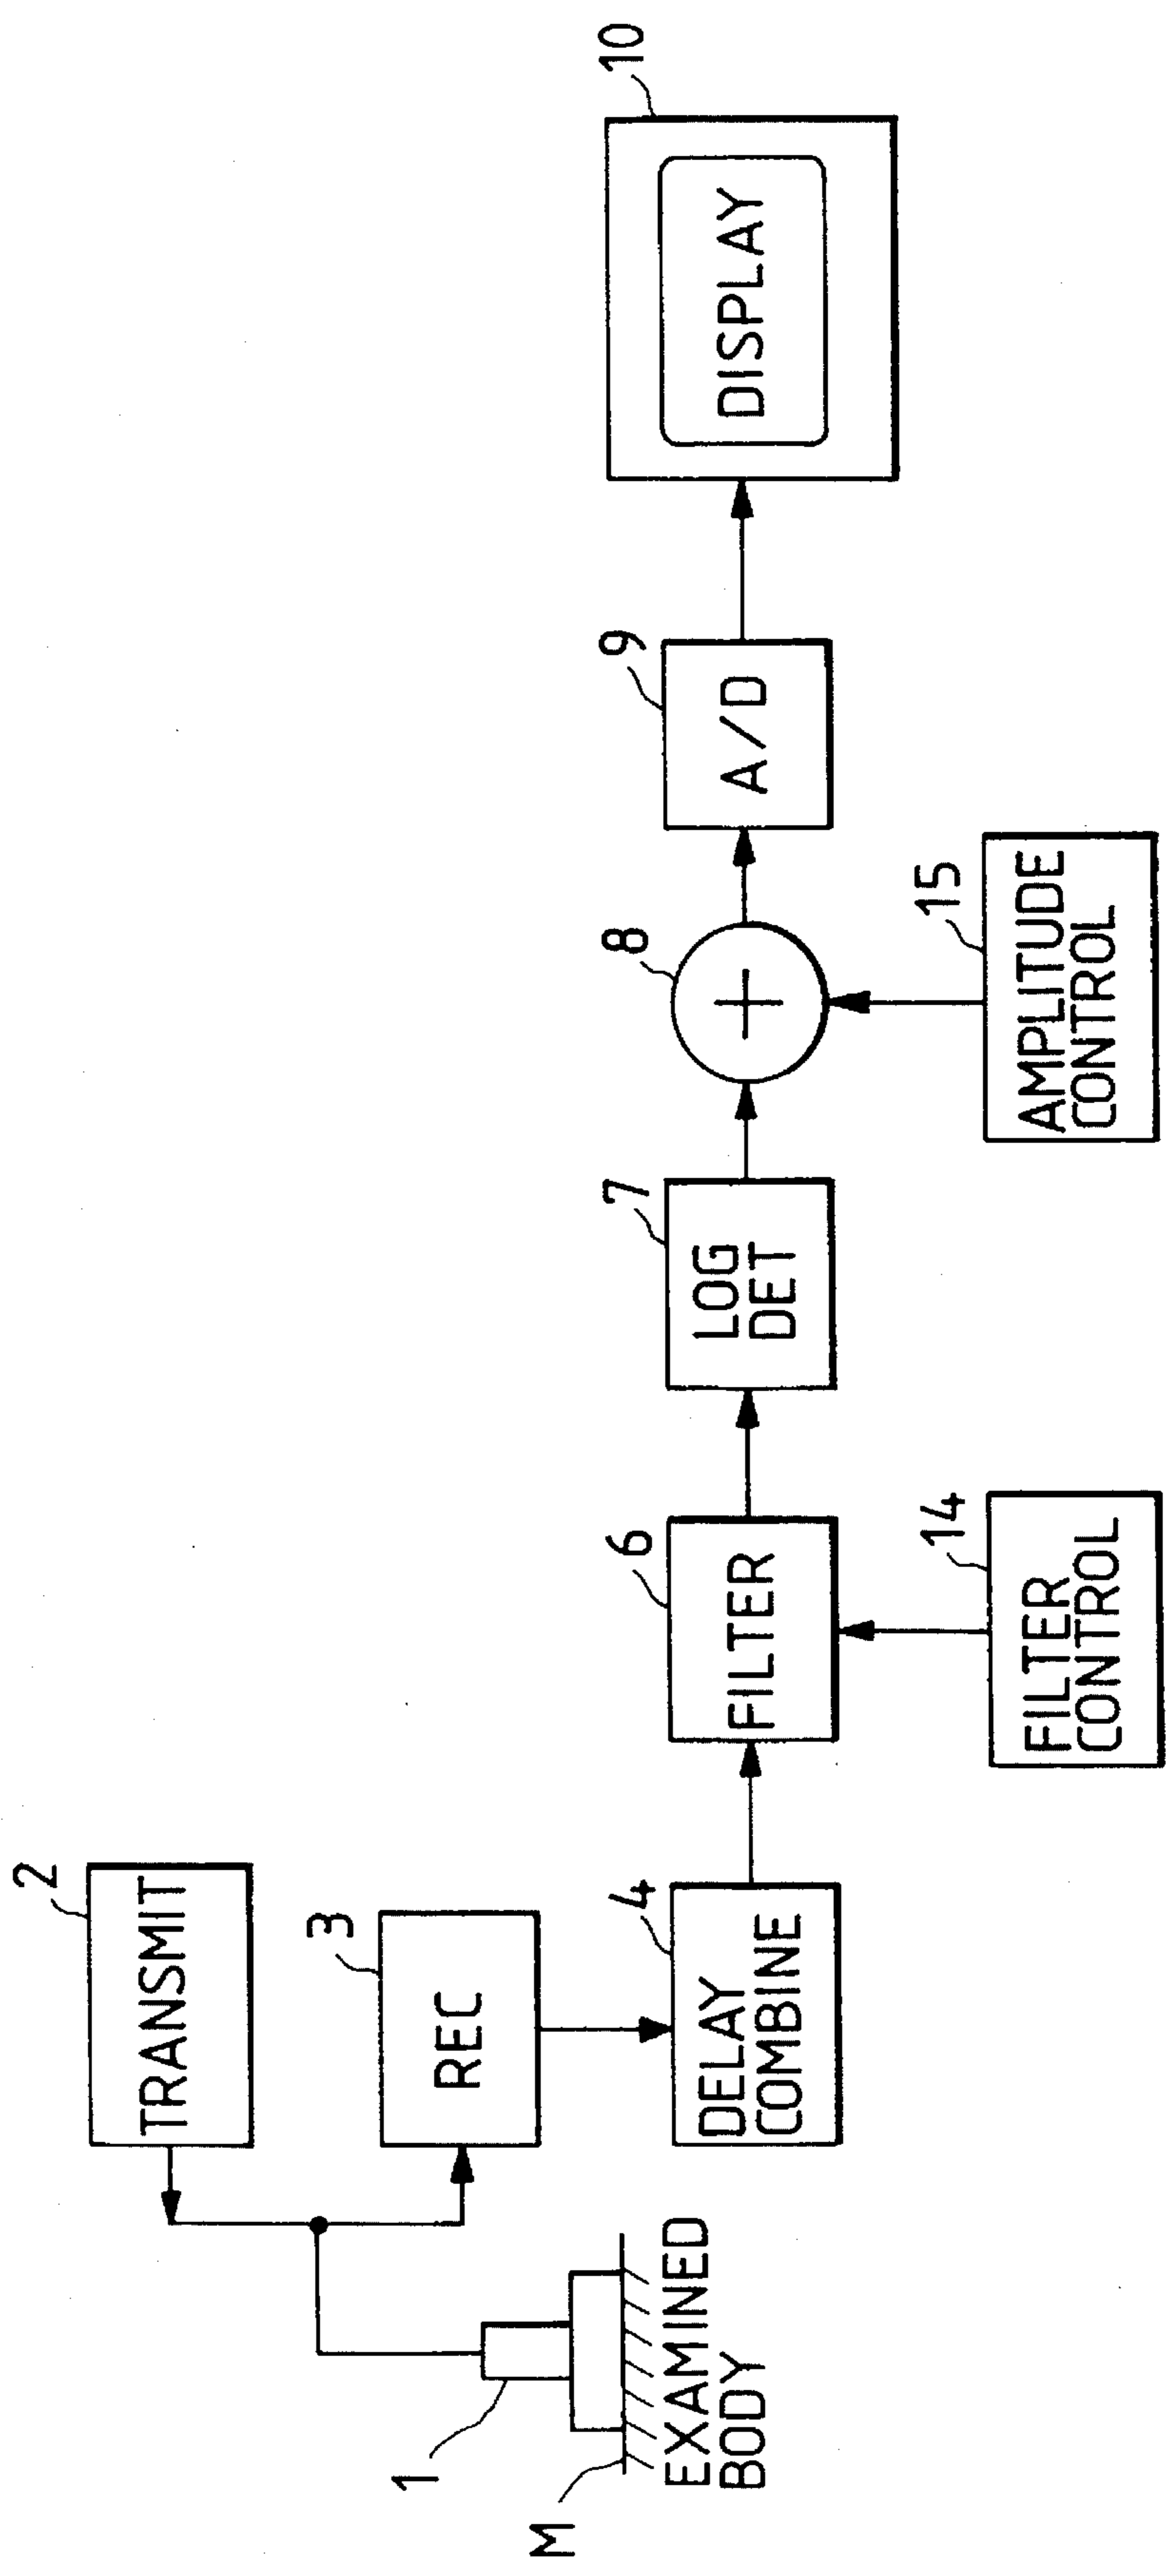 2
TRANSMIT
3
REC
1
M
EXAMINED
BODY
4
DELAY
COMBINE
6
FILTER
14
FILTER
CONTROL
7
LOG
DET
8
+
15
AMPLITUDE
CONTROL
9
A/D
10
DISPLAY